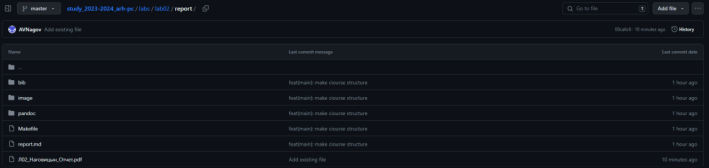 master study_2023-2024_arh-pc / labs / lab02 / report / Go to file t Add file
AVNagov Add existing file 10 minutes ago History
Name Last commit message Last commit date
..
bib feat(main): make course structure 1 hour ago
image feat(main): make course structure 1 hour ago
pandoc feat(main): make course structure 1 hour ago
Makefile feat(main): make course structure 1 hour ago
report.md feat(main): make course structure 1 hour ago
Л02_Наговицын_Отчет.pdf Add existing file 10 minutes ago